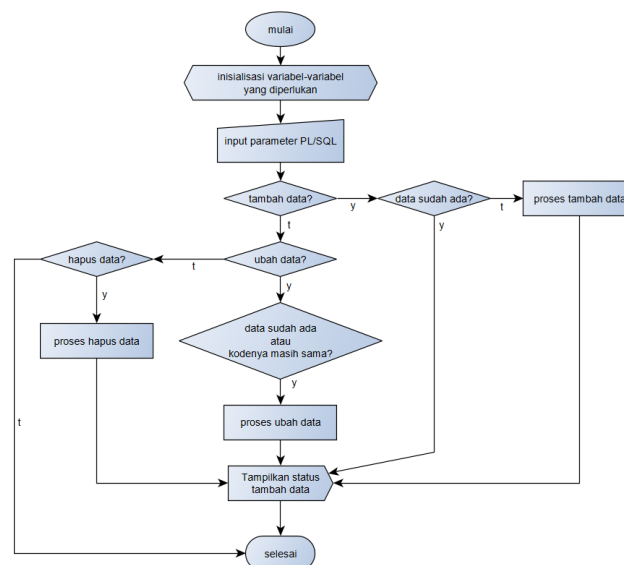 mulai
inisialisasi variabel-variabel
yang diperlukan
input parameter PL/SQL
tambah data?
y
data sudah ada?
t
proses tambah data
t
y
hapus data?
t
ubah data?
y
y
proses hapus data
data sudah ada
atau
kodenya masih sama?
y
proses ubah data
t
Tampilkan status
tambah data
selesai